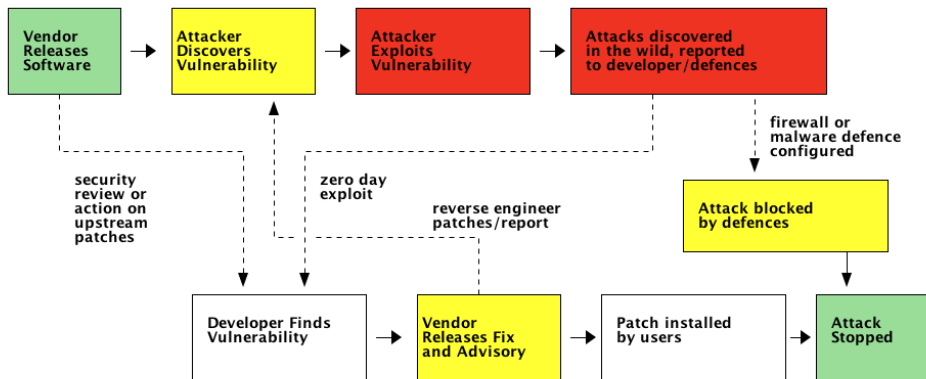 Vendor
Releases
Software
Attacker
Discovers
Vulnerability
Attacker
Exploits
Vulnerability
Attacks discovered
in the wild, reported
to developer/defences
firewall or
malware defence
configured
security
review or
action on
upstream
patches
zero day
exploit
reverse engineer
patches/report
Attack blocked
by defences
Developer Finds
Vulnerability
Vendor
Releases Fix
and Advisory
Patch installed
by users
Attack
Stopped